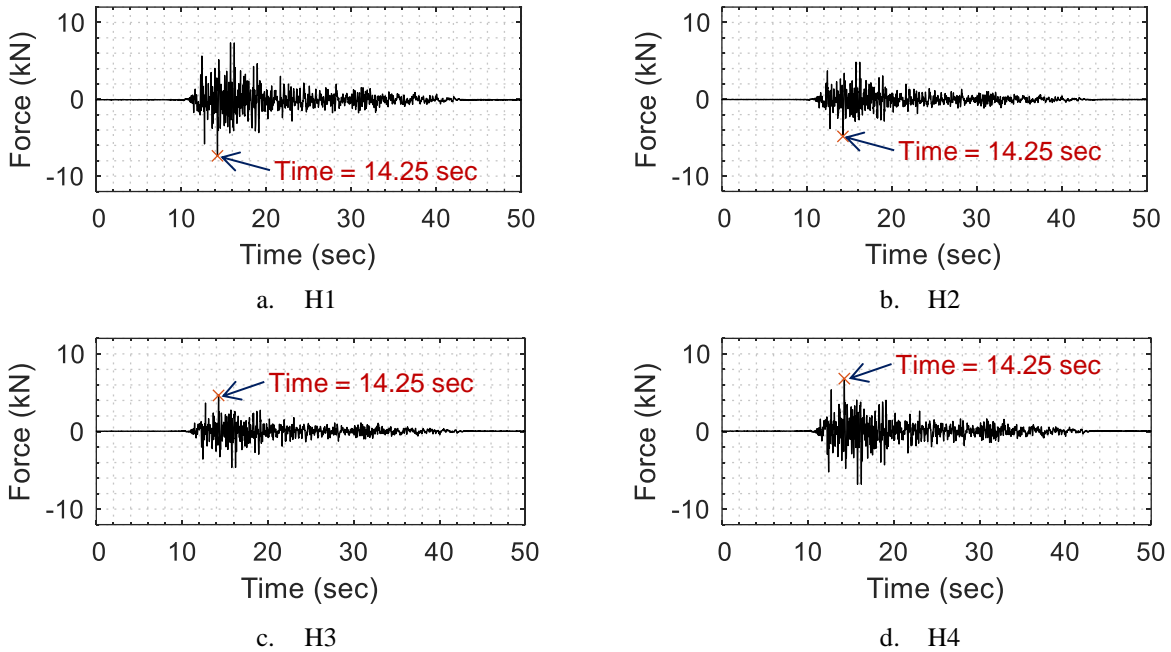 10
0
-10
Force (kN)
Time = 14.25 sec
0 10 20 30 40 50
Time (sec)
a. H1
10
0
-10
Force (kN)
Time = 14.25 sec
0 10 20 30 40 50
Time (sec)
b. H2
10
0
-10
Force (kN)
Time = 14.25 sec
0 10 20 30 40 50
Time (sec)
c. H3
10
0
-10
Force (kN)
Time = 14.25 sec
0 10 20 30 40 50
Time (sec)
d. H4